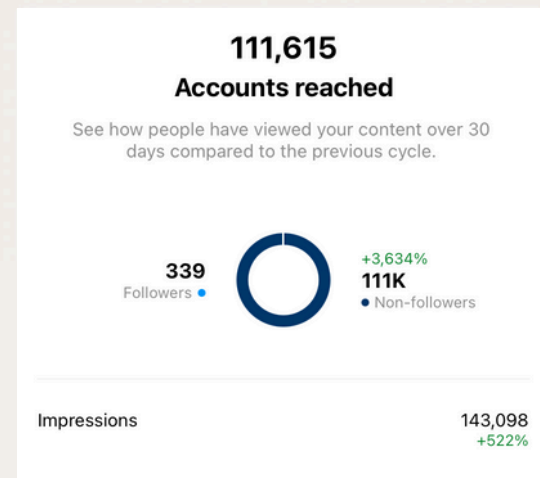 111,615
Accounts reached
See how people have viewed your content over 30
days compared to the previous cycle.
339
Followers
+3,634%
111K
Non-followers
Impressions
143,098
+522%